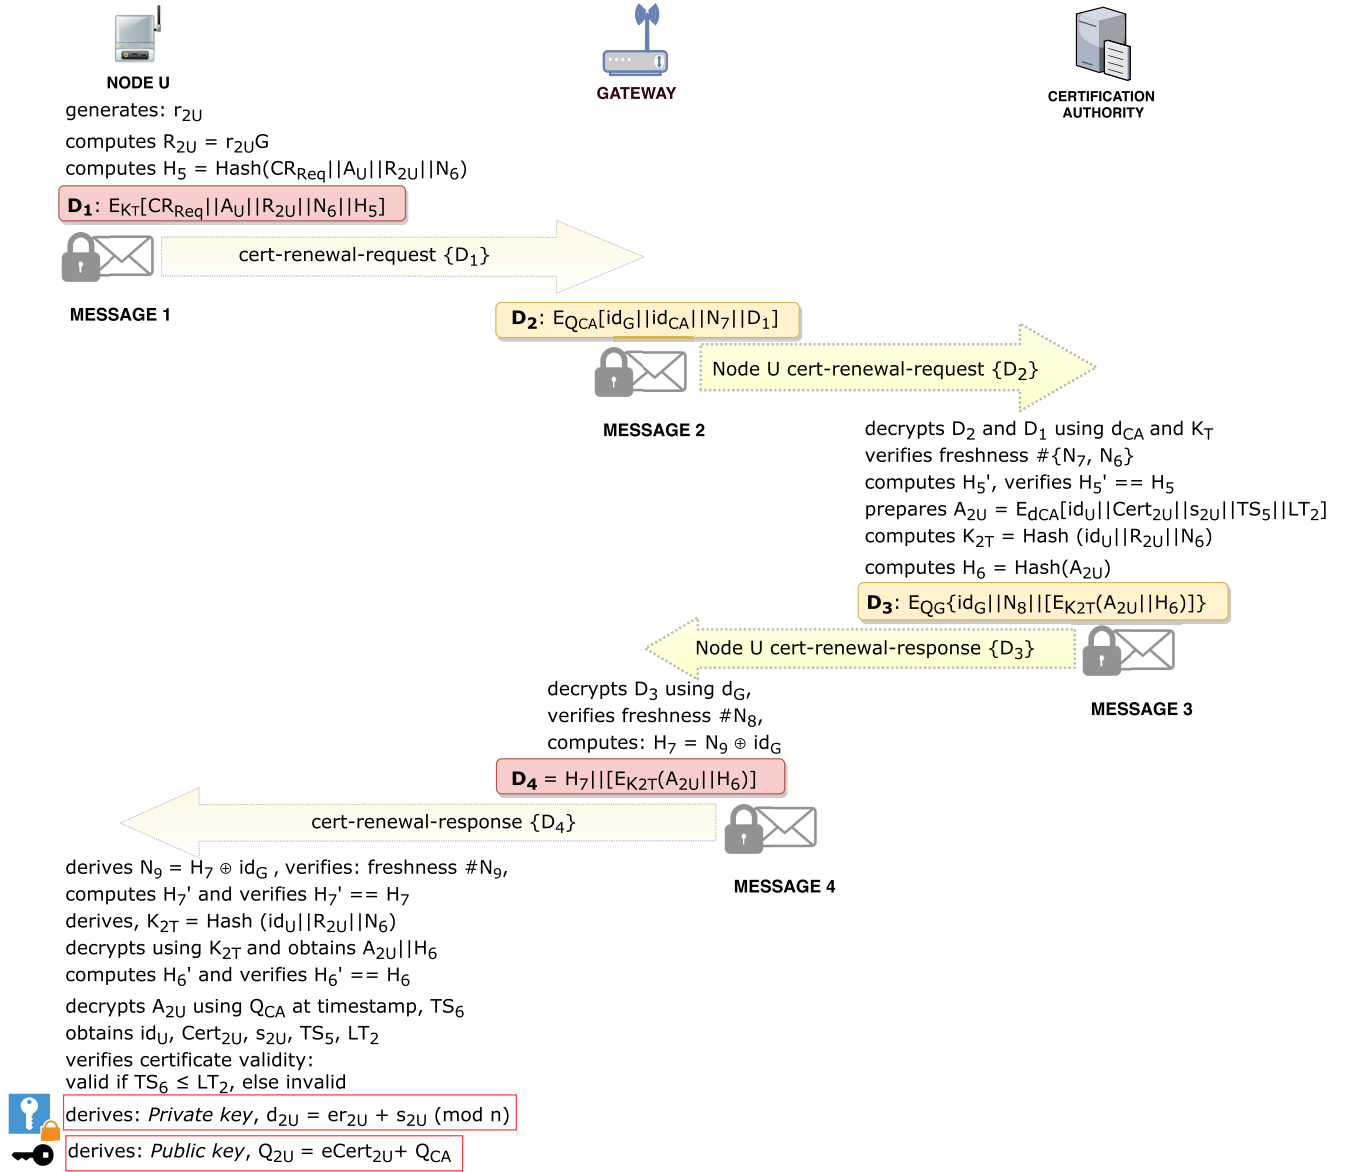 NODE U
GATEWAY
CERTIFICATION
AUTHORITY
generates: r2U
computes R2U = r2UG
computes H5 = Hash(CRReq||AU||R2U||N6)
D1: EKT[CRReq||AU||R2U||N6||H5]
cert-renewal-request {D1}
MESSAGE 1
D2: EQCA[idG||idCA||N7||D1]
Node U cert-renewal-request {D2}
MESSAGE 2
decrypts D2 and D1 using dCA and KT
verifies freshness #{N7, N6}
computes H5', verifies H5' == H5
prepares A2U = EdCA[idU||Cert2U||s2U||TS5||LT2]
computes K2T = Hash (idU||R2U||N6)
computes H6 = Hash(A2U)
D3: EQG{idG||N8||[EK2T(A2U||H6)]}
Node U cert-renewal-response {D3}
MESSAGE 3
decrypts D3 using dG,
verifies freshness #N8,
computes: H7 = N9 ⊕ idG
D4 = H7||[EK2T(A2U||H6)]
cert-renewal-response {D4}
MESSAGE 4
derives N9 = H7 ⊕ idG , verifies: freshness #N9,
computes H7' and verifies H7' == H7
derives, K2T = Hash (idU||R2U||N6)
decrypts using K2T and obtains A2U||H6
computes H6' and verifies H6' == H6
decrypts A2U using QCA at timestamp, TS6
obtains idU, Cert2U, s2U, TS5, LT2
verifies certificate validity:
valid if TS6 ≤ LT2, else invalid
derives: Private key, d2U = er2U + s2U (mod n)
derives: Public key, Q2U = eCert2U+ QCA